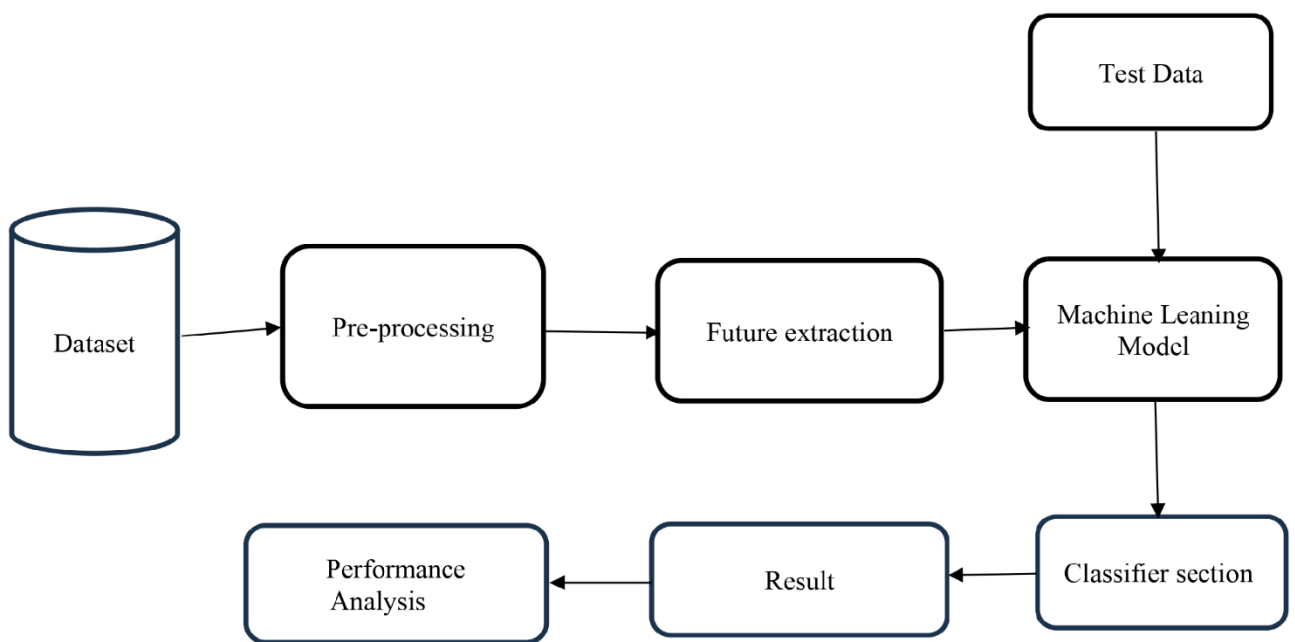 Test Data
Dataset
Pre-processing
Future extraction
Machine Leaning
Model
Classifier section
Result
Performance
Analysis